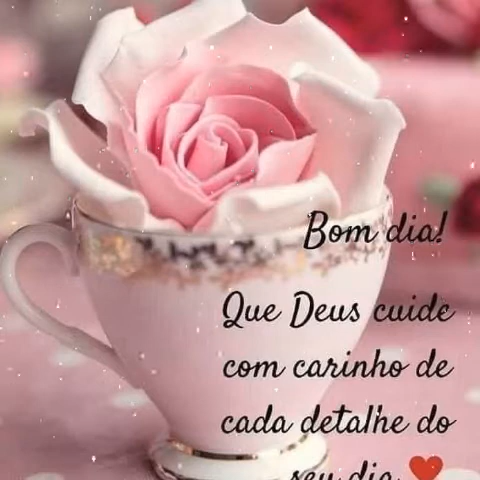 Bom dia!
Que Deus cuide
com carinho de
cada detalhe do
seu dia ❤